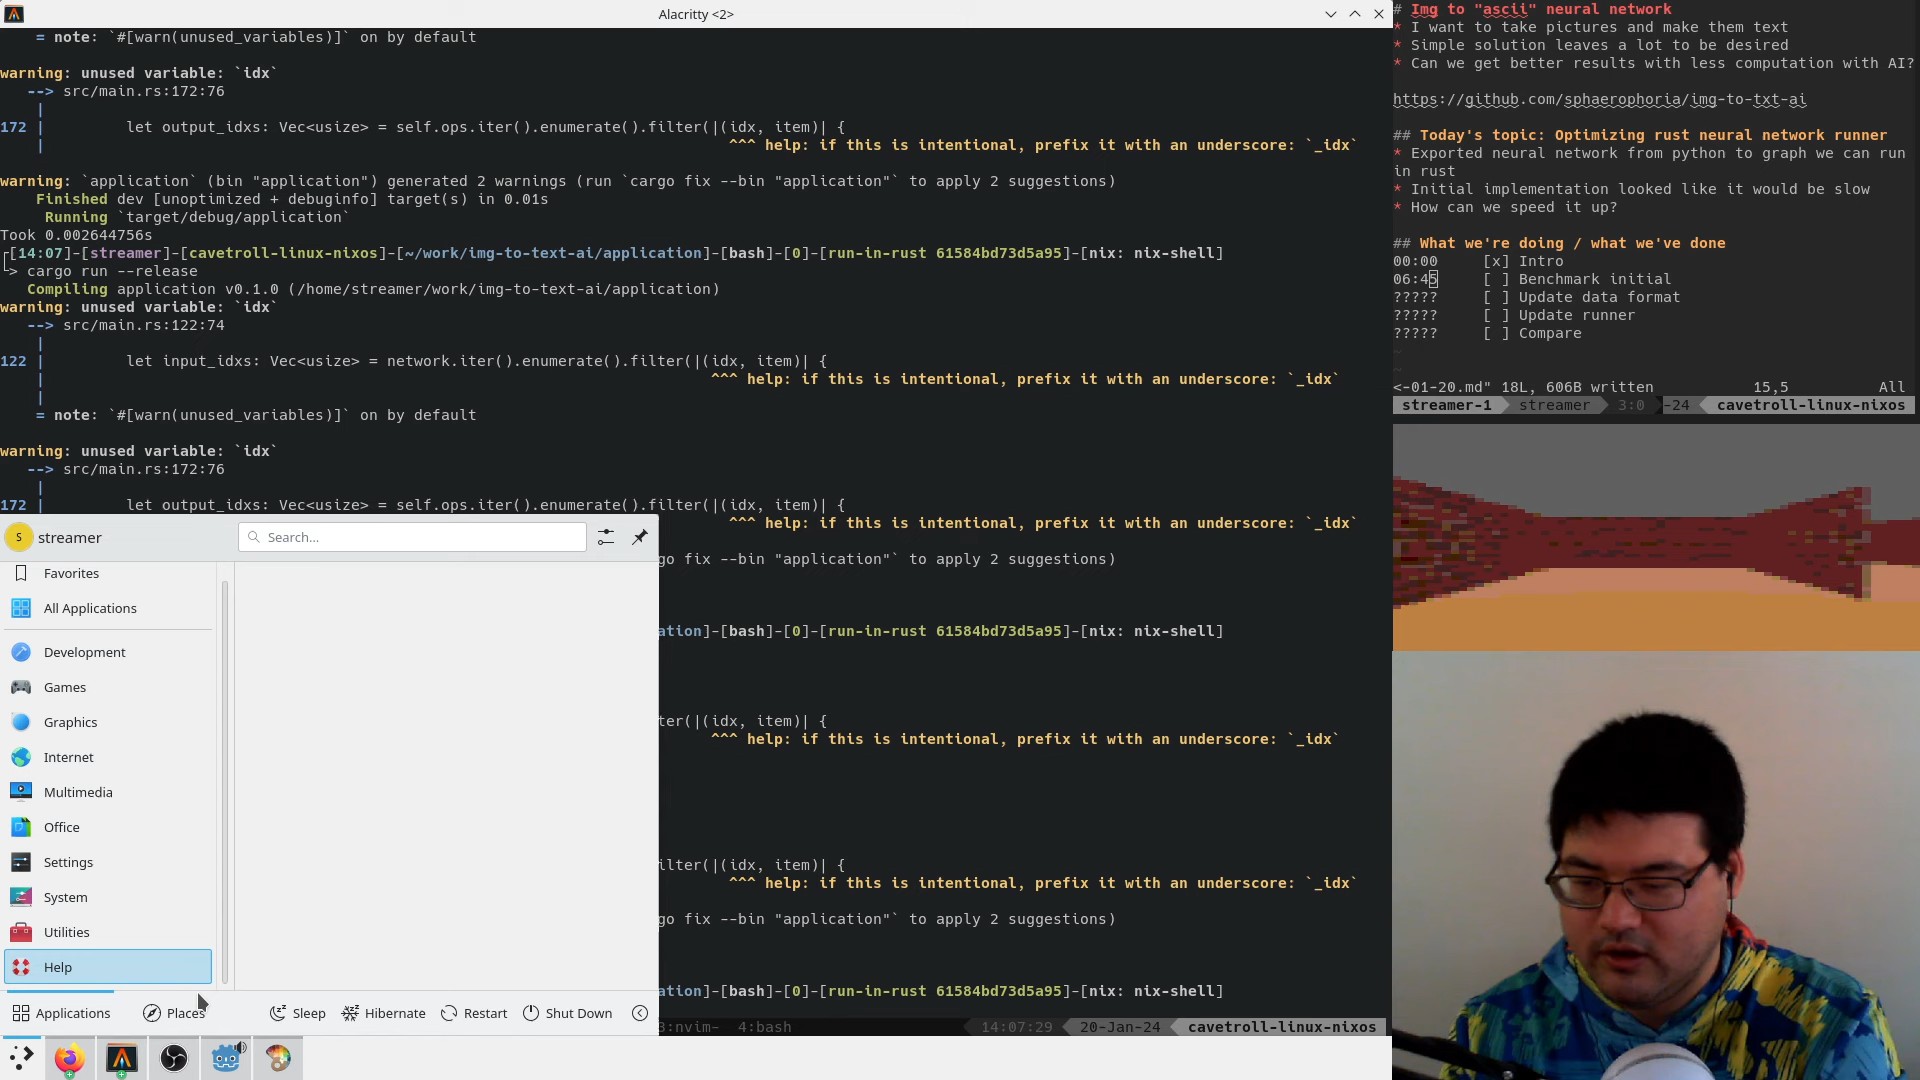 Alacritty <2>
= note: `#[warn(unused_variables)]` on by default
warning: unused variable: `idx`
--> src/main.rs:172:76
|
172 |         let output_idxs: Vec<usize> = self.ops.iter().enumerate().filter(|(idx, item)| {
|         ^^^ help: if this is intentional, prefix it with an underscore: `_idx`
warning: `application` (bin "application") generated 2 warnings (run `cargo fix --bin "application"` to apply 2 suggestions)
Finished dev [unoptimized + debuginfo] target(s) in 0.01s
Running `target/debug/application`
Took 0.002644756s
[14:07]-[streamer]-[cavetroll-linux-nixos]-[~/work/img-to-text-ai/application]-[bash]-[0]-[run-in-rust 61584bd73d5a95]-[nix: nix-shell]
> cargo run --release
Compiling application v0.1.0 (/home/streamer/work/img-to-text-ai/application)
warning: unused variable: `idx`
--> src/main.rs:122:74
|
122 |         let input_idxs: Vec<usize> = network.iter().enumerate().filter(|(idx, item)| {
|         ^^^ help: if this is intentional, prefix it with an underscore: `_idx`
|
= note: `#[warn(unused_variables)]` on by default
warning: unused variable: `idx`
--> src/main.rs:172:76
|
172 |         let output_idxs: Vec<usize> = self.ops.iter().enumerate().filter(|(idx, item)| {
^^^ help: if this is intentional, prefix it with an underscore: `_idx`
go fix --bin "application"` to apply 2 suggestions)
ation]-[bash]-[0]-[run-in-rust 61584bd73d5a95]-[nix: nix-shell]
ter(|(idx, item)| {
^^^ help: if this is intentional, prefix it with an underscore: `_idx`
ilter(|(idx, item)| {
^^^ help: if this is intentional, prefix it with an underscore: `_idx`
go fix --bin "application"` to apply 2 suggestions)
ation]-[bash]-[0]-[run-in-rust 61584bd73d5a95]-[nix: nix-shell]
3:nvim-  4:bash
14:07:29  20-Jan-24  cavetroll-linux-nixos
S streamer
Search...
Favorites
All Applications
Development
Games
Graphics
Internet
Multimedia
Office
Settings
System
Utilities
Help
Applications
Places
Sleep
Hibernate
Restart
Shut Down
# Img to "ascii" neural network
* I want to take pictures and make them text
* Simple solution leaves a lot to be desired
* Can we get better results with less computation with AI?
https://github.com/sphaerophoria/img-to-txt-ai
## Today's topic: Optimizing rust neural network runner
* Exported neural network from python to graph we can run
in rust
* Initial implementation looked like it would be slow
* How can we speed it up?
## What we're doing / what we've done
00:00     [x] Intro
06:45     [ ] Benchmark initial
?????     [ ] Update data format
?????     [ ] Update runner
?????     [ ] Compare
~
~
<-01-20.md" 18L, 606B written           15,5          All
streamer-1  streamer  3:0  -24  cavetroll-linux-nixos